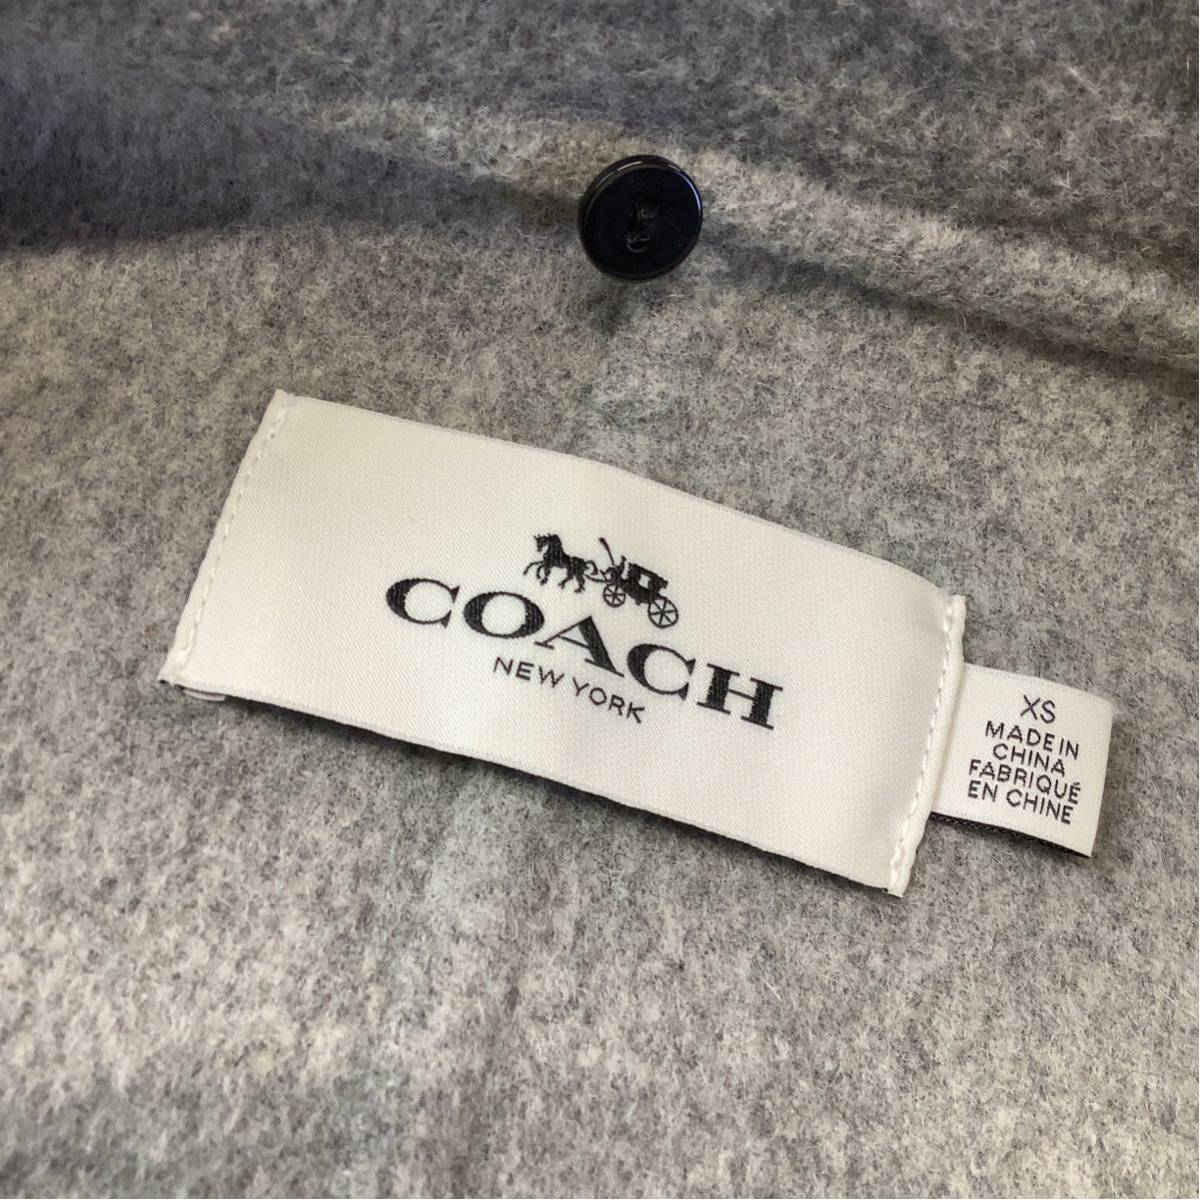 COACH
NEW YORK
XS
MADE IN
CHINA
FABRIQUÉ
EN CHINE